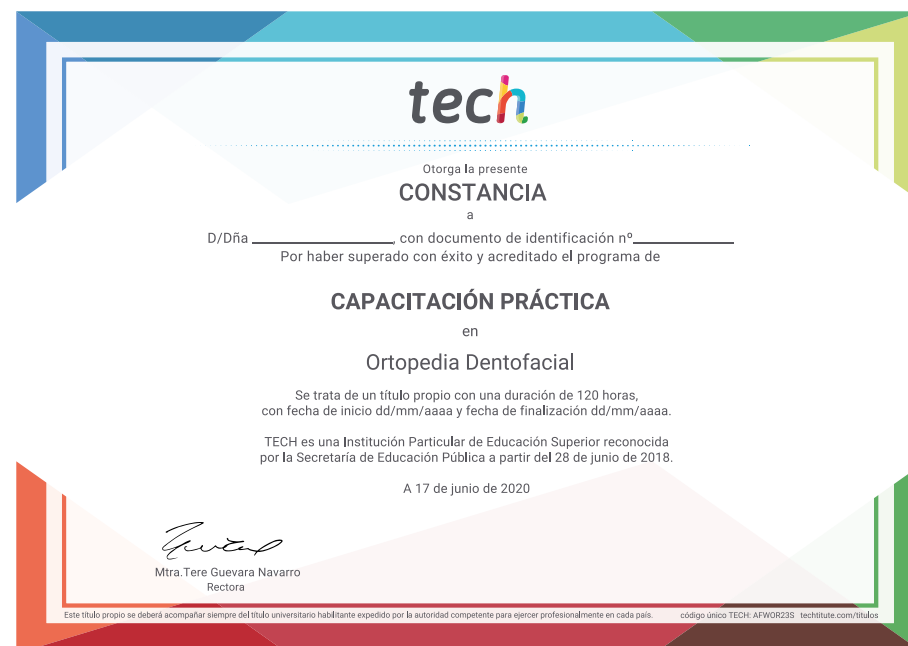 tech
Otorga la presente
CONSTANCIA
a
D/Dña ____________________, con documento de identificación nº______________
Por haber superado con éxito y acreditado el programa de
CAPACITACIÓN PRÁCTICA
en
Ortopedia Dentofacial
Se trata de un título propio con una duración de 120 horas,
con fecha de inicio dd/mm/aaaa y fecha de finalización dd/mm/aaaa.
TECH es una Institución Particular de Educación Superior reconocida
por la Secretaría de Educación Pública a partir del 28 de junio de 2018.
A 17 de junio de 2020
Mtra.Tere Guevara Navarro
Rectora
Este título propio se deberá acompañar siempre del título universitario habilitante expedido por la autoridad competente para ejercer profesionalmente en cada país. código único TECH: AFWOR23S techtitute.com/titulos